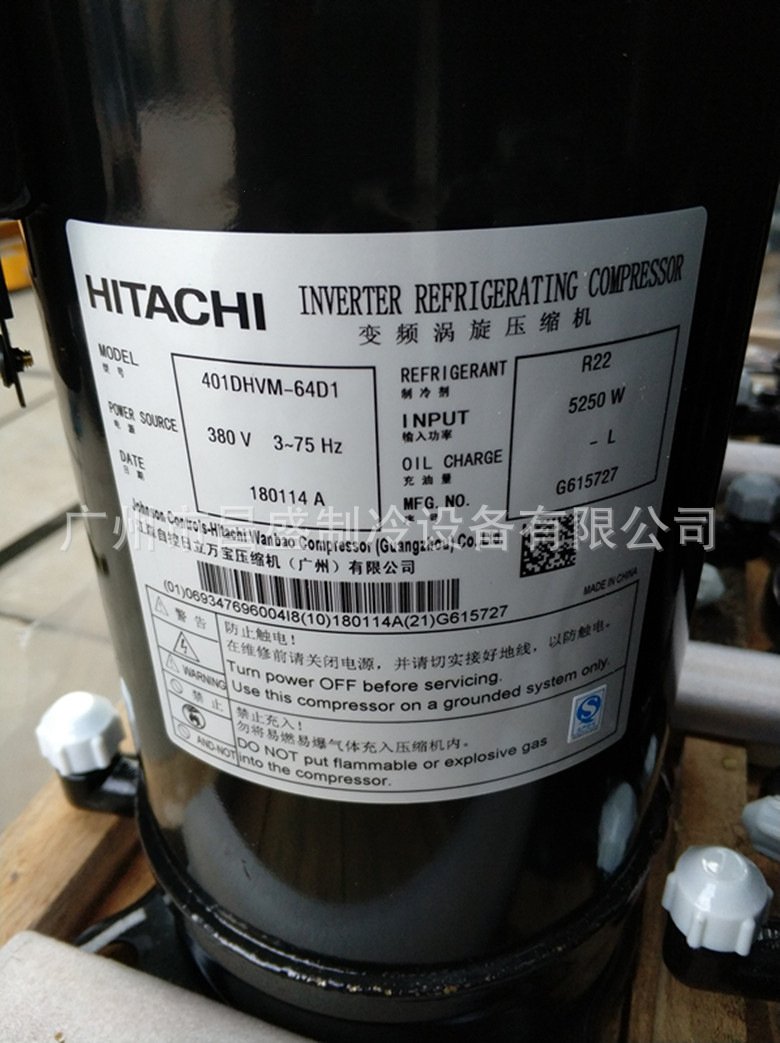 HITACHI INVERTER REFRIGERATING COMPRESSOR
变频涡旋压缩机
MODEL 型号 401DHVM-64D1
POWER SOURCE 电源 380 V 3~75 Hz
DATE 日期 180114 A
REFRIGERANT 制冷剂 R22
INPUT 输入功率 5250 W
OIL CHARGE 充油量 - L
MFG.NO. G615727
Johnson Controls-Hitachi Wanbao Compressor (Guangzhou) Co., Ltd.
广州市晟盛制冷设备有限公司
自控日立万宝压缩机（广州）有限公司
(01)06934769600418(10)180114A(21)G615727
MADE IN CHINA
警告 防止触电！
在维修前请关闭电源，并请切实接好地线，以防触电。
WARNING Turn power OFF before servicing.
Use this compressor on a grounded system only.
禁止 禁止充入！
勿将易燃易爆气体充入压缩机内。
AND-NOT DO NOT put flammable or explosive gas
into the compressor.